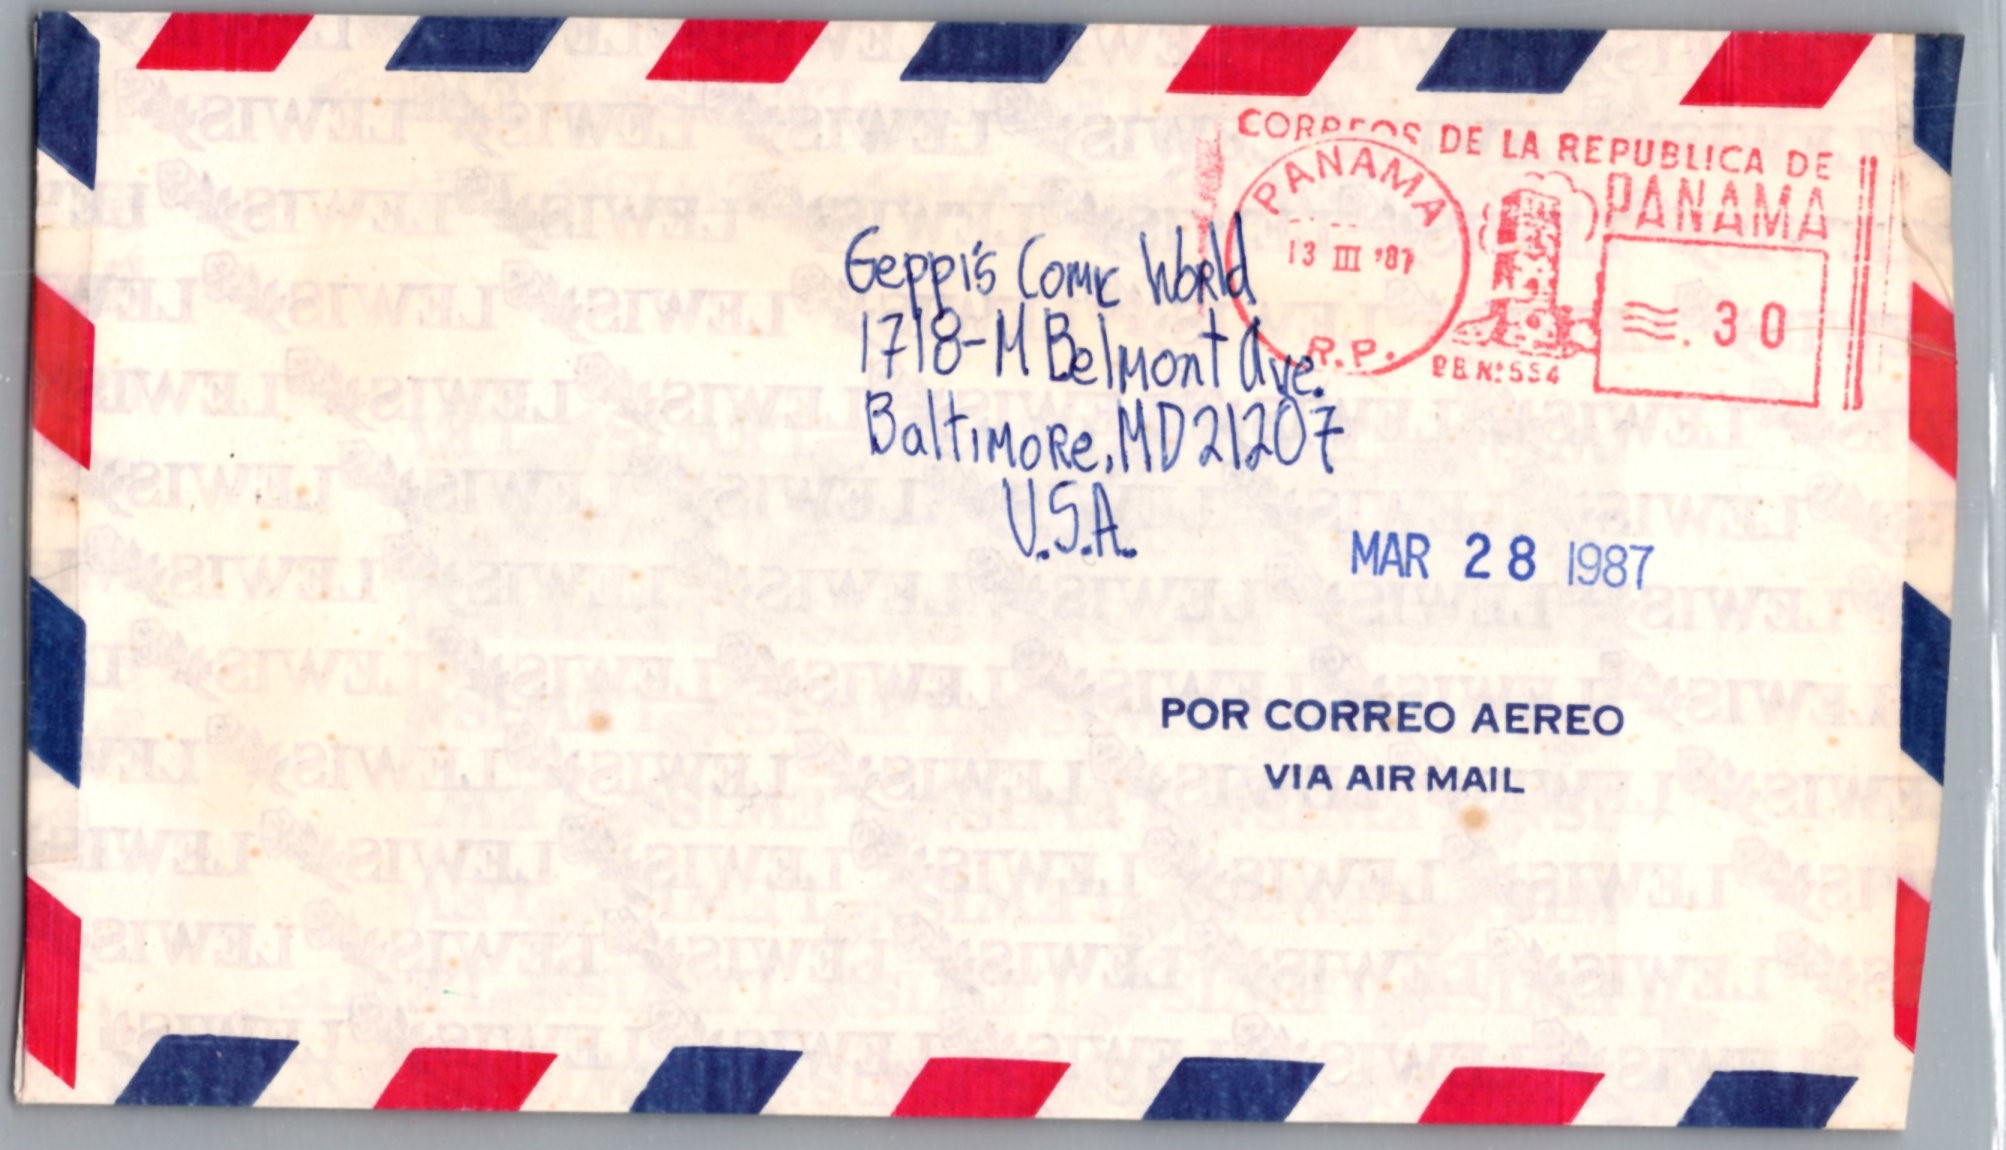 CORREOS DE LA REPUBLICA DE
PANAMA
PANAMA
13 III '87
R.P.
P.B. Nº 554
.30
Geppi's Comic World
1718-M Belmont Ave.
Baltimore, MD 21207
U.S.A.
MAR 28 1987
POR CORREO AEREO
VIA AIR MAIL